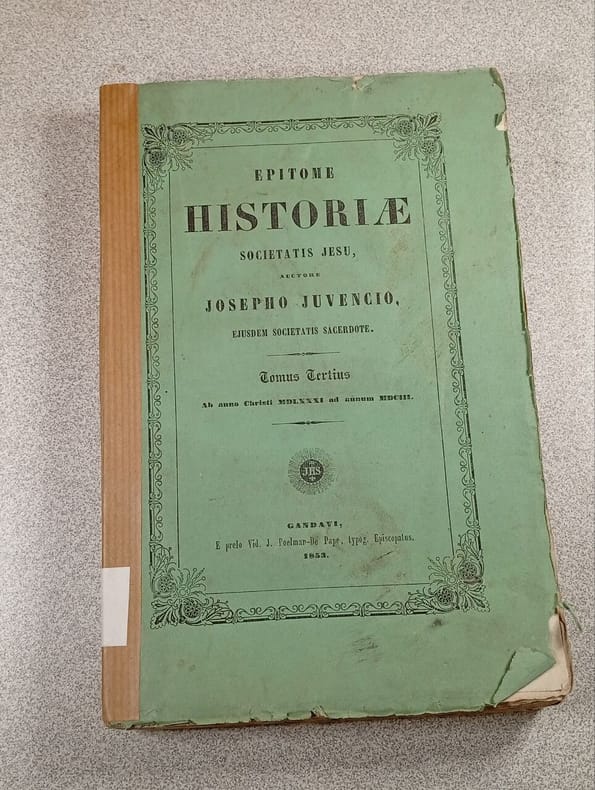 EPITOME
HISTORIÆ
SOCIETATIS JESU,
AUCTORE
JOSEPHO JUVENCIO,
EJUSDEM SOCIETATIS SACERDOTE.
Tomus Tertius
Ab anno Christi MDLXXXI ad annum MDCIII.
JHS
GANDAVI,
E prelo Vid. J. Poelman-De Pape, typog. Episcopatus.
1853.